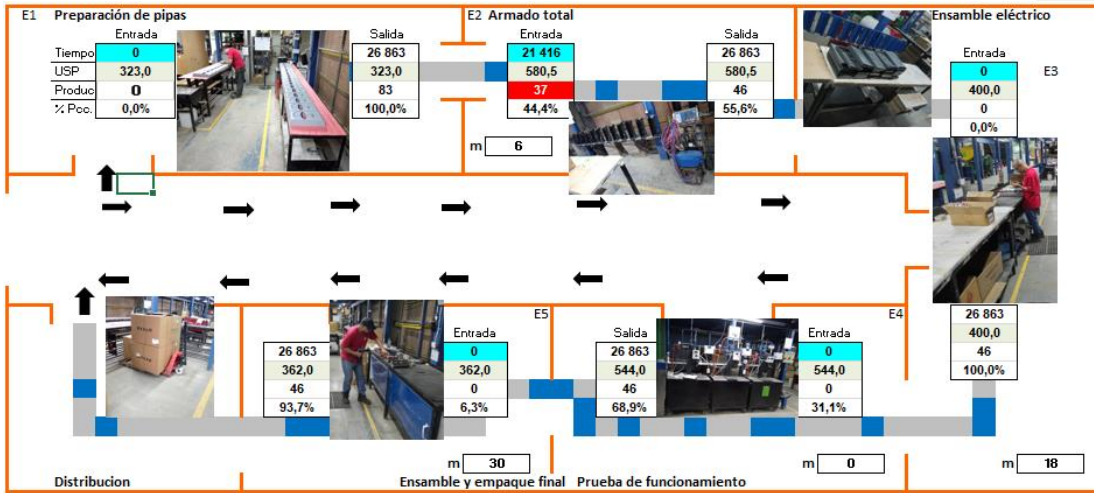 E1 Preparación de pipas
E2 Armado total
Ensamble eléctrico
Entrada
Salida
Entrada
Salida
Entrada
Tiempo 0
26 863
21 416
26 863
0
E3
USP 323,0
323,0
580,5
580,5
400,0
Produc 0
83
37
46
0
% Pcc. 0,0%
100,0%
44,4%
55,6%
0,0%
m 6
E5
E4
Entrada
Salida
Entrada
26 863
26 863
0
26 863
0
400,0
362,0
362,0
544,0
544,0
46
46
0
46
0
100,0%
93,7%
6,3%
68,9%
31,1%
m 30
m 0
m 18
Distribucion
Ensamble y empaque final
Prueba de funcionamiento